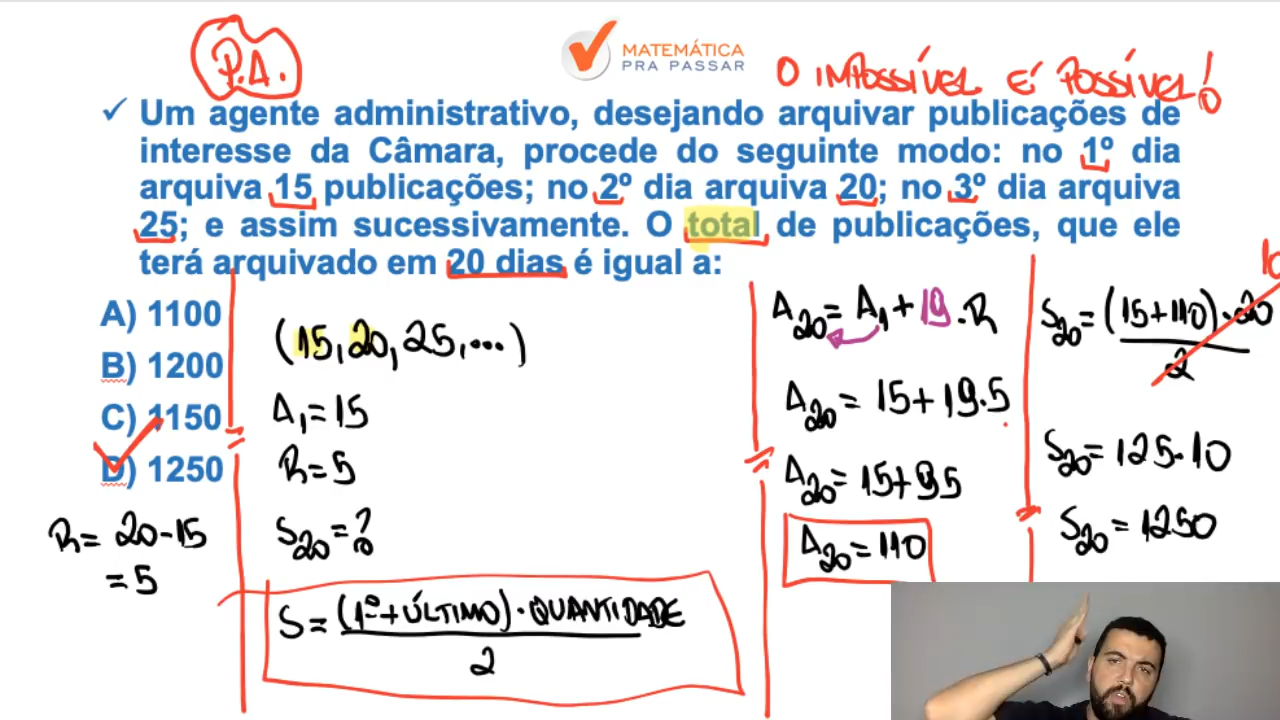 P.A.
MATEMÁTICA
PRA PASSAR
O IMPOSSÍVEL É POSSÍVEL!
✓ Um agente administrativo, desejando arquivar publicações de
interesse da Câmara, procede do seguinte modo: no 1º dia
arquiva 15 publicações; no 2º dia arquiva 20; no 3º dia arquiva
25; e assim sucessivamente. O total de publicações, que ele
terá arquivado em 20 dias é igual a:
A) 1100
B) 1200
C) 1150
D) 1250
R = 20-15
= 5
(15, 20, 25, ...)
A₁ = 15
R = 5
S₂₀ = ?
S = (1º + ÚLTIMO) · QUANTIDADE
2
A₂₀ = A₁ + 19 . R
A₂₀ = 15 + 19.5
A₂₀ = 15 + 95
A₂₀ = 110
10
S₂₀ = (15 + 110) · 20
2
S₂₀ = 125 · 10
S₂₀ = 1250